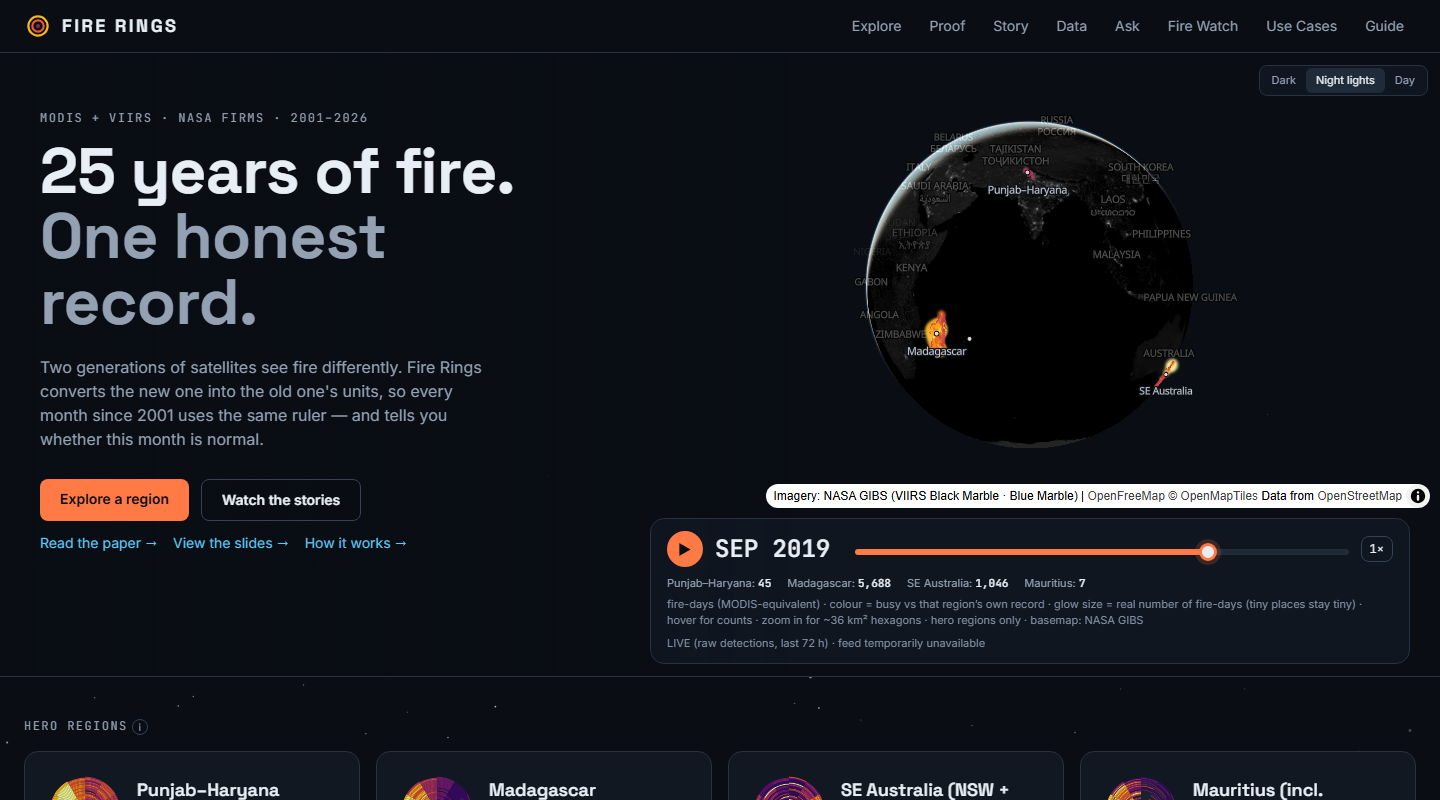 FIRE RINGS
Explore Proof Story Data Ask Fire Watch Use Cases Guide
Dark Night lights Day
MODIS + VIIRS · NASA FIRMS · 2001–2026
25 years of fire.
One honest
record.
Two generations of satellites see fire differently. Fire Rings
converts the new one into the old one's units, so every
month since 2001 uses the same ruler — and tells you
whether this month is normal.
Explore a region
Watch the stories
Read the paper →
View the slides →
How it works →
RUSSIA
РОССИЯ
BELARUS
БЕЛАРУСЬ
TAJIKISTAN
ТОҶИКИСТОН
ITALY
SOUTH KOREA
대한민국
SAUDI ARABIA
السعودية
Punjab–Haryana
LAOS
ETHIOPIA
PHILIPPINES
MALAYSIA
KENYA
GABON
PAPUA NEW GUINEA
ANGOLA
ZIMBABWE
Madagascar
AUSTRALIA
SE Australia
Imagery: NASA GIBS (VIIRS Black Marble · Blue Marble) | OpenFreeMap © OpenMapTiles Data from OpenStreetMap
SEP 2019
1×
Punjab–Haryana: 45 Madagascar: 5,688 SE Australia: 1,046 Mauritius: 7
fire-days (MODIS-equivalent) · colour = busy vs that region's own record · glow size = real number of fire-days (tiny places stay tiny) ·
hover for counts · zoom in for ~36 km² hexagons · hero regions only · basemap: NASA GIBS
LIVE (raw detections, last 72 h) · feed temporarily unavailable
HERO REGIONS
Punjab–Haryana
Madagascar
SE Australia (NSW +
Mauritius (incl.